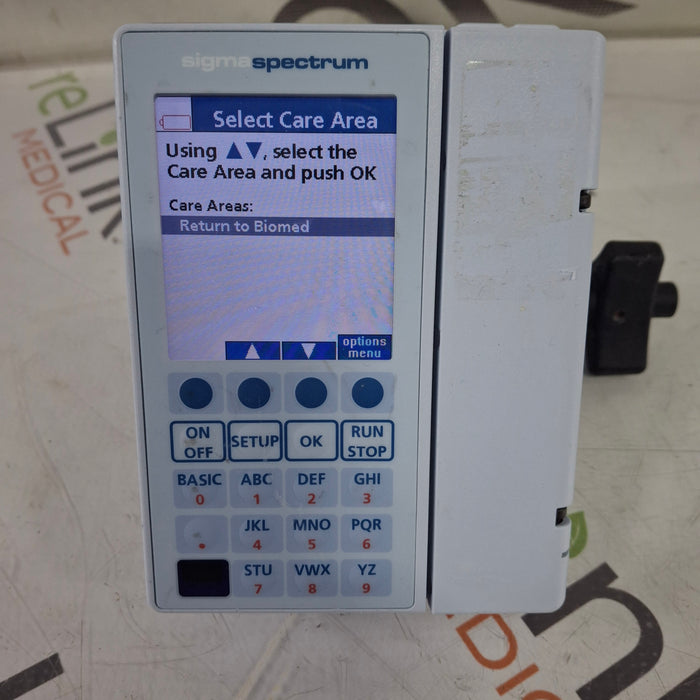 sigmaspectrum
Select Care Area
Using ▲▼, select the
Care Area and push OK
Care Areas:
Return to Biomed
options
menu
ON
OFF
SETUP
OK
RUN
STOP
BASIC
0
ABC
1
DEF
2
GHI
3
.
JKL
4
MNO
5
PQR
6
STU
7
VWX
8
YZ
9
reLink
MEDICAL